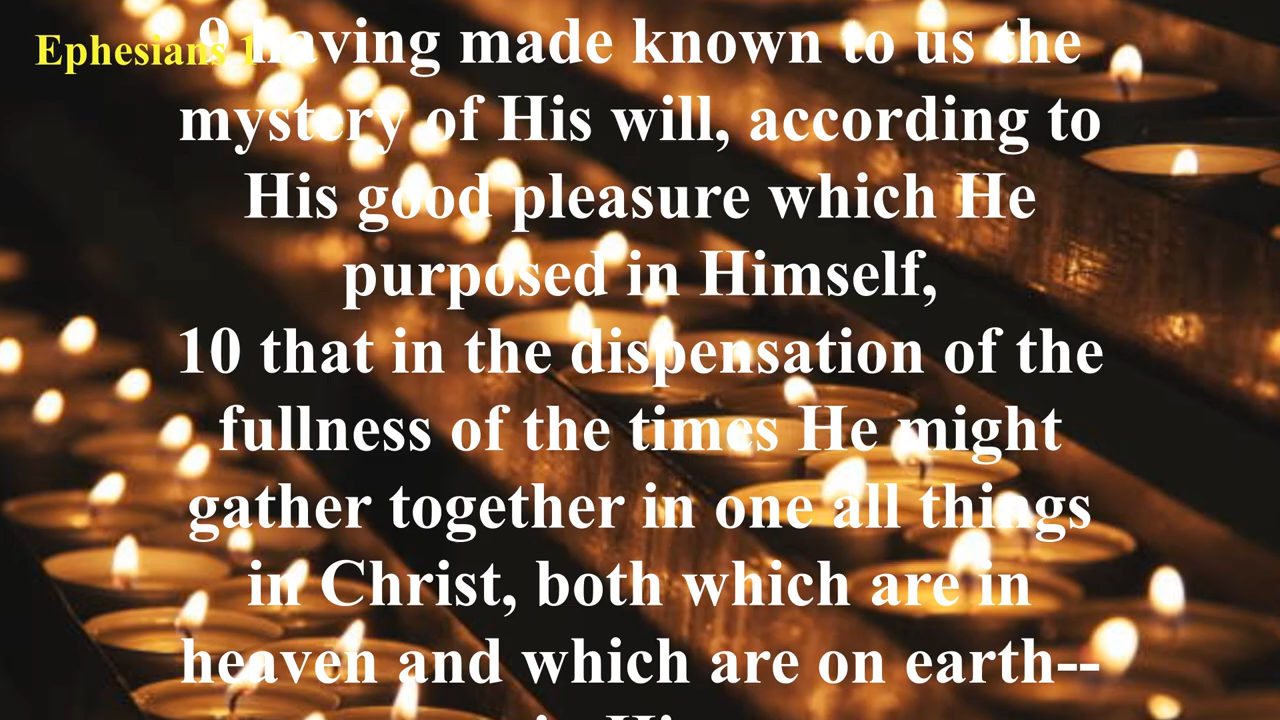 Ephesians 1
9 having made known to us the
mystery of His will, according to
His good pleasure which He
purposed in Himself,
10 that in the dispensation of the
fullness of the times He might
gather together in one all things
in Christ, both which are in
heaven and which are on earth--